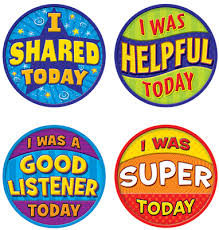 I
SHARED
TODAY
I WAS
HELPFUL
TODAY
I WAS A
GOOD
LISTENER
TODAY
I WAS
SUPER
TODAY